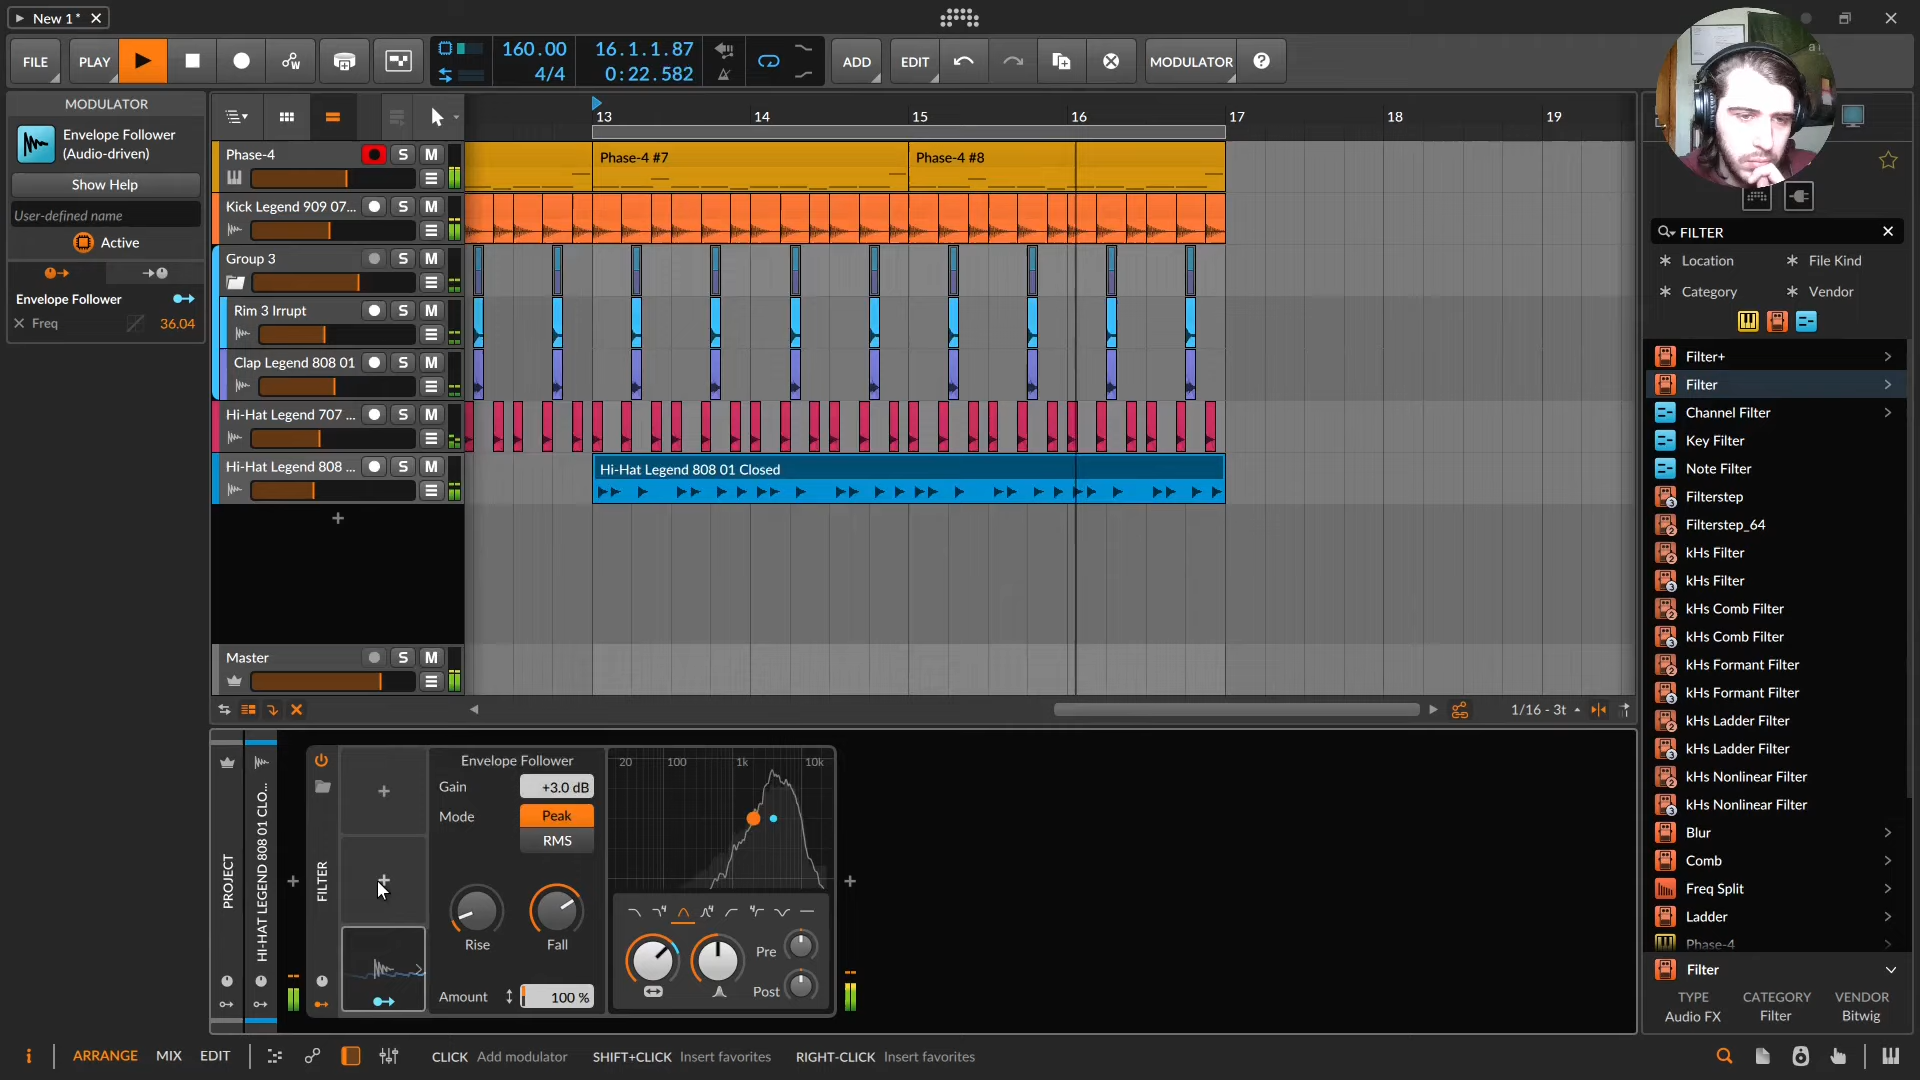 New 1 *
FILE
PLAY
160.00
4/4
16.1.1.87
0:22.582
ADD
EDIT
MODULATOR
MODULATOR
Envelope Follower
(Audio-driven)
Show Help
User-defined name
Active
Envelope Follower
Freq
36.04
13
14
15
16
17
18
19
Phase-4
S
M
Phase-4 #7
Phase-4 #8
Kick Legend 909 07...
S
M
Group 3
S
M
Rim 3 Irrupt
S
M
Clap Legend 808 01
S
M
Hi-Hat Legend 707 ...
S
M
Hi-Hat Legend 808 ...
S
M
Hi-Hat Legend 808 01 Closed
Master
S
M
1/16 - 3t
FILTER
Location
File Kind
Category
Vendor
Filter+
Filter
Channel Filter
Key Filter
Note Filter
Filterstep
Filterstep_64
kHs Filter
kHs Filter
kHs Comb Filter
kHs Comb Filter
kHs Formant Filter
kHs Formant Filter
kHs Ladder Filter
kHs Ladder Filter
kHs Nonlinear Filter
kHs Nonlinear Filter
Blur
Comb
Freq Split
Ladder
Phase-4
Filter
TYPE
CATEGORY
VENDOR
Audio FX
Filter
Bitwig
PROJECT
HI-HAT LEGEND 808 01 CLO...
FILTER
Envelope Follower
Gain
+3.0 dB
Mode
Peak
RMS
Rise
Fall
Amount
100 %
20
100
1k
10k
Pre
Post
ARRANGE
MIX
EDIT
CLICK Add modulator
SHIFT+CLICK Insert favorites
RIGHT-CLICK Insert favorites